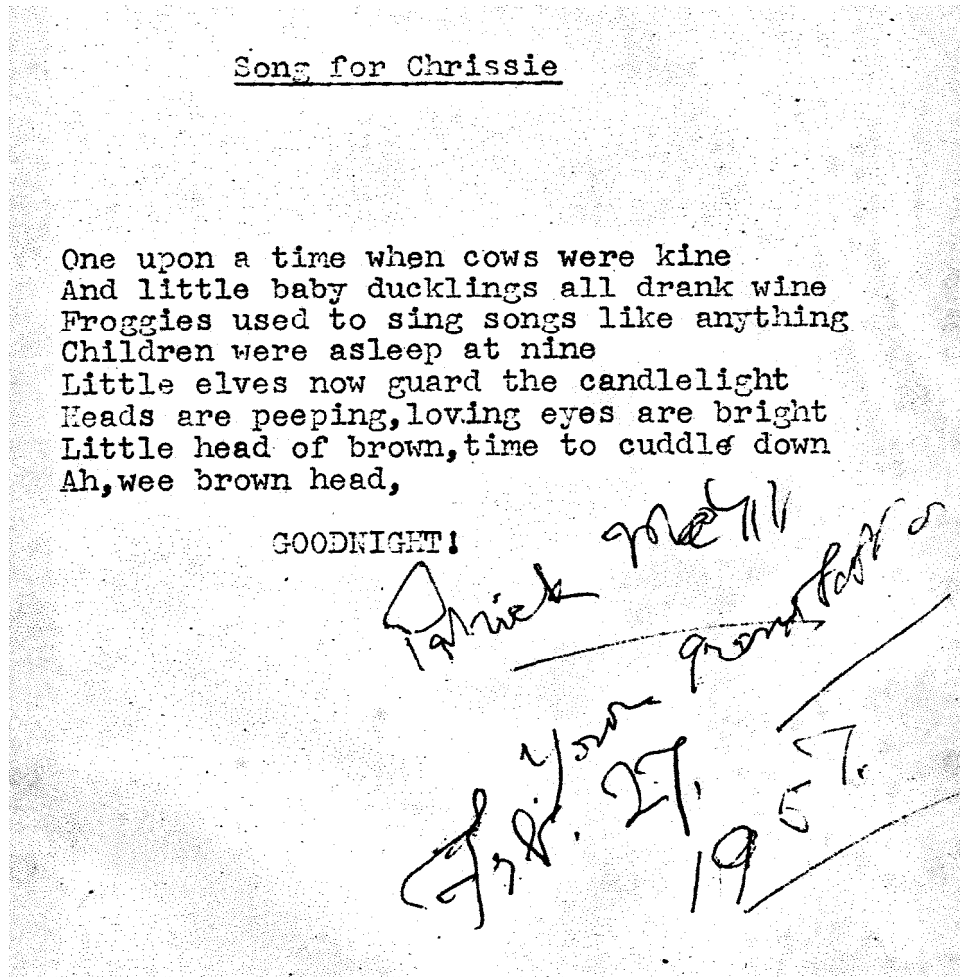 Song for Chrissie
One upon a time when cows were kine
And little baby ducklings all drank wine
Froggies used to sing songs like anything
Children were asleep at nine
Little elves now guard the candlelight
Heads are peeping,loving eyes are bright
Little head of brown,time to cuddle down
Ah,wee brown head,
GOODNIGHT!
Patrick
Your
Feb. 27.
1957.